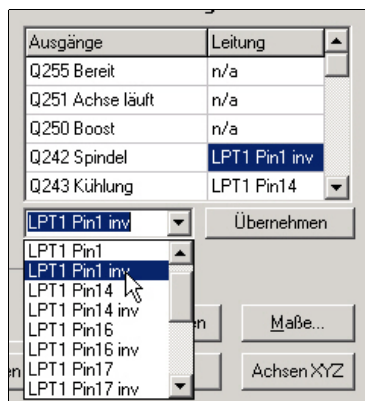 Ausgänge Leitung
Q255 Bereit n/a
Q251 Achse läuft n/a
Q250 Boost n/a
Q242 Spindel LPT1 Pin1 inv
Q243 Kühlung LPT1 Pin14
LPT1 Pin1 inv Übernehmen
LPT1 Pin1
LPT1 Pin1 inv
LPT1 Pin14
LPT1 Pin14 inv
LPT1 Pin16
LPT1 Pin16 inv
LPT1 Pin17
LPT1 Pin17 inv
Maße...
Achsen XYZ